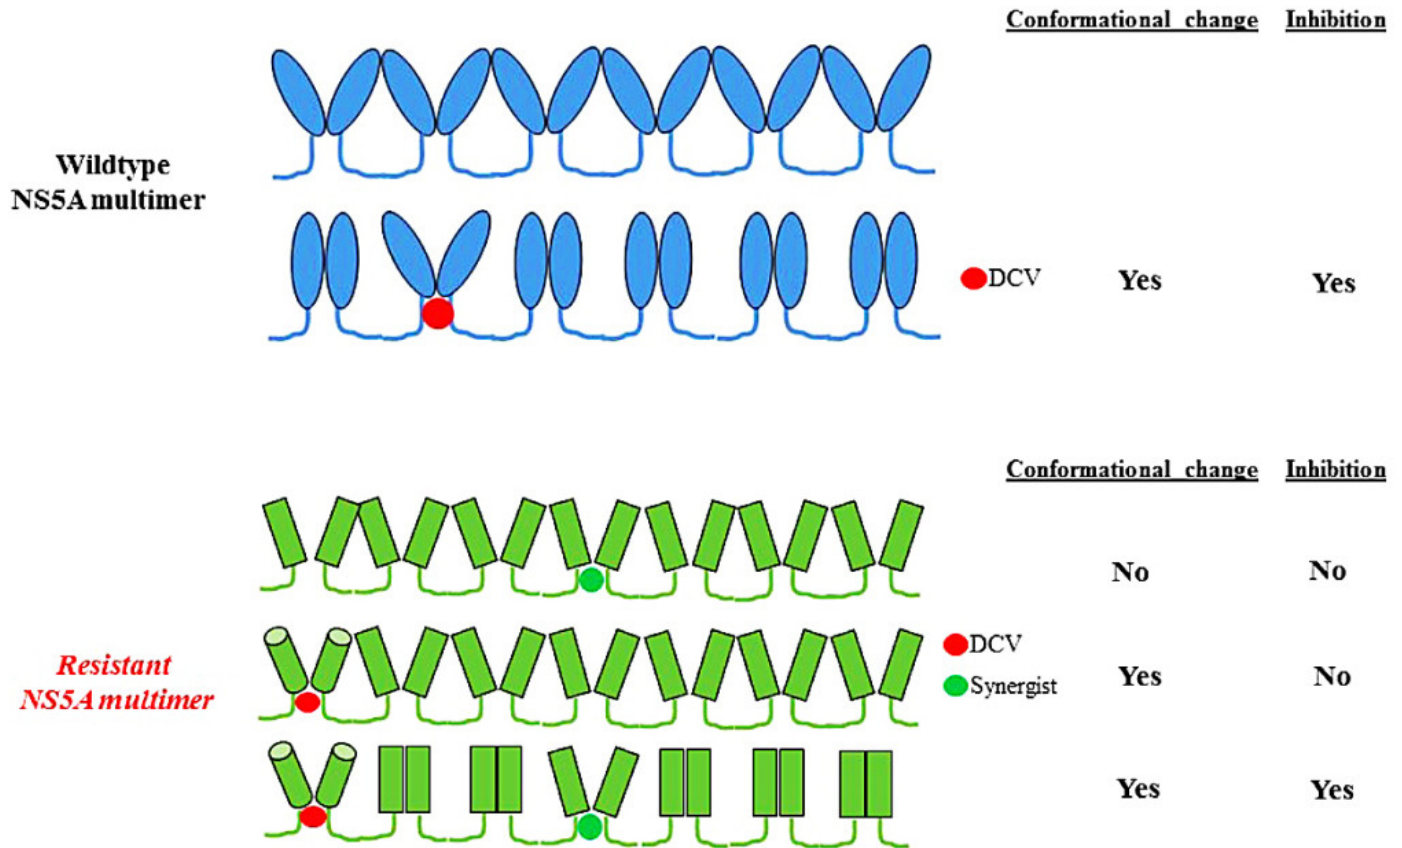 Conformational change Inhibition
Wildtype
NS5A multimer
DCV Yes Yes
Conformational change Inhibition
No No
Resistant
NS5A multimer
DCV
Synergist
Yes No
Yes Yes